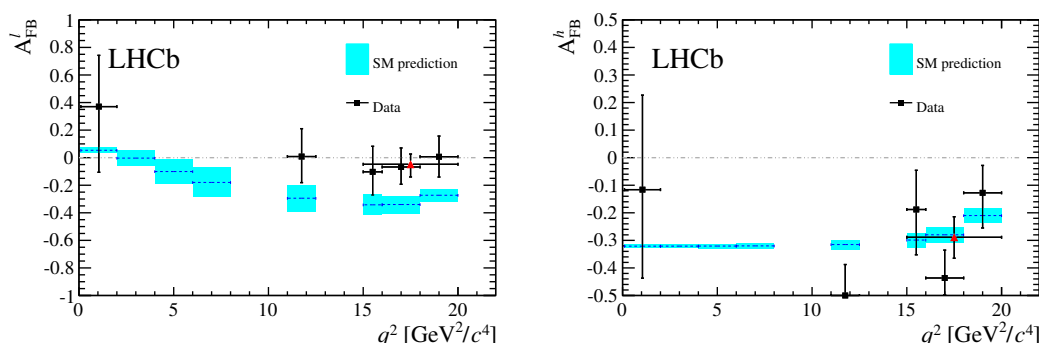 A^l_FB
1
0.8
0.6
0.4
0.2
0
-0.2
-0.4
-0.6
-0.8
-1
LHCb
SM prediction
Data
0 5 10 15 20
q^2 [GeV^2/c^4]
A^h_FB
0.5
0.4
0.3
0.2
0.1
0
-0.1
-0.2
-0.3
-0.4
-0.5
LHCb
SM prediction
Data
0 5 10 15 20
q^2 [GeV^2/c^4]